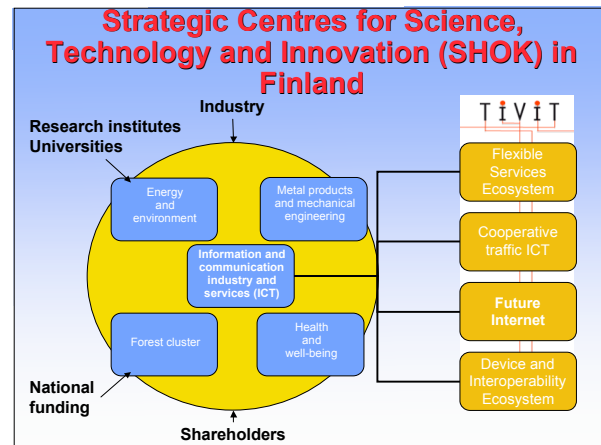 Strategic Centres for Science,
Technology and Innovation (SHOK) in
Finland
Industry
Research institutes
Universities
Energy
and
environment
Metal products
and mechanical
engineering
Information and
communication
industry and
services (ICT)
Forest cluster
Health
and
well-being
National
funding
Shareholders
TiViT
Flexible
Services
Ecosystem
Cooperative
traffic ICT
Future
Internet
Device and
Interoperability
Ecosystem